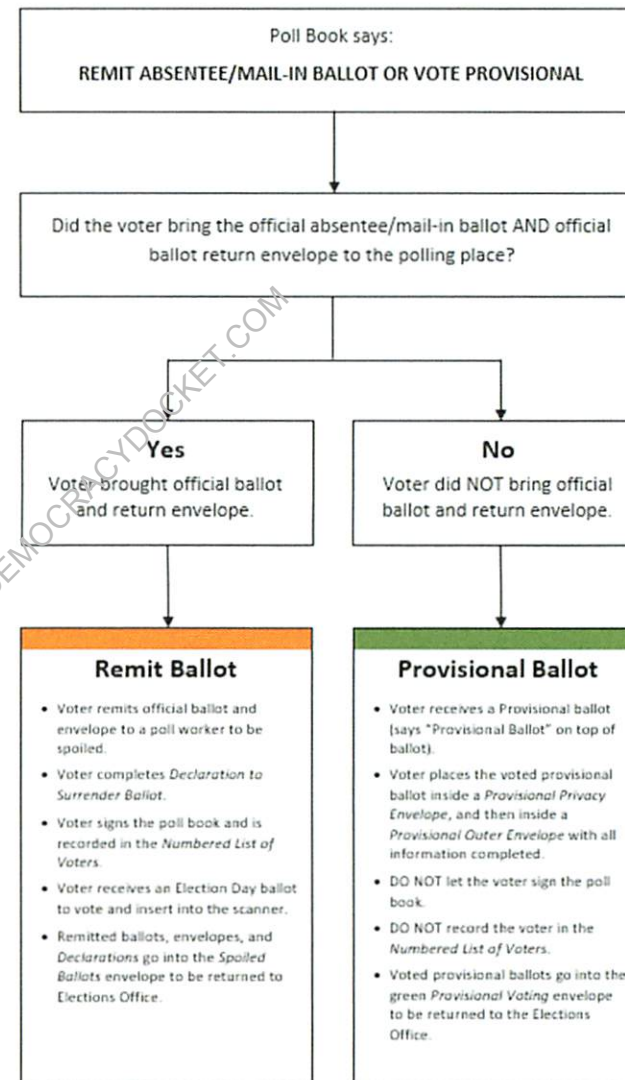 Poll Book says:
REMIT ABSENTEE/MAIL-IN BALLOT OR VOTE PROVISIONAL
Did the voter bring the official absentee/mail-in ballot AND official
ballot return envelope to the polling place?
Yes
Voter brought official ballot
and return envelope.
No
Voter did NOT bring official
ballot and return envelope.
Remit Ballot
• Voter remits official ballot and
envelope to a poll worker to be
spoiled.
• Voter completes Declaration to
Surrender Ballot.
• Voter signs the poll book and is
recorded in the Numbered List of
Voters.
• Voter receives an Election Day ballot
to vote and insert into the scanner.
• Remitted ballots, envelopes, and
Declarations go into the Spoiled
Ballots envelope to be returned to
Elections Office.
Provisional Ballot
• Voter receives a Provisional ballot
(says "Provisional Ballot" on top of
ballot).
• Voter places the voted provisional
ballot inside a Provisional Privacy
Envelope, and then inside a
Provisional Outer Envelope with all
information completed.
• DO NOT let the voter sign the poll
book.
• DO NOT record the voter in the
Numbered List of Voters.
• Voted provisional ballots go into the
green Provisional Voting envelope
to be returned to the Elections
Office.
DEMOCRACYDOCKET.COM